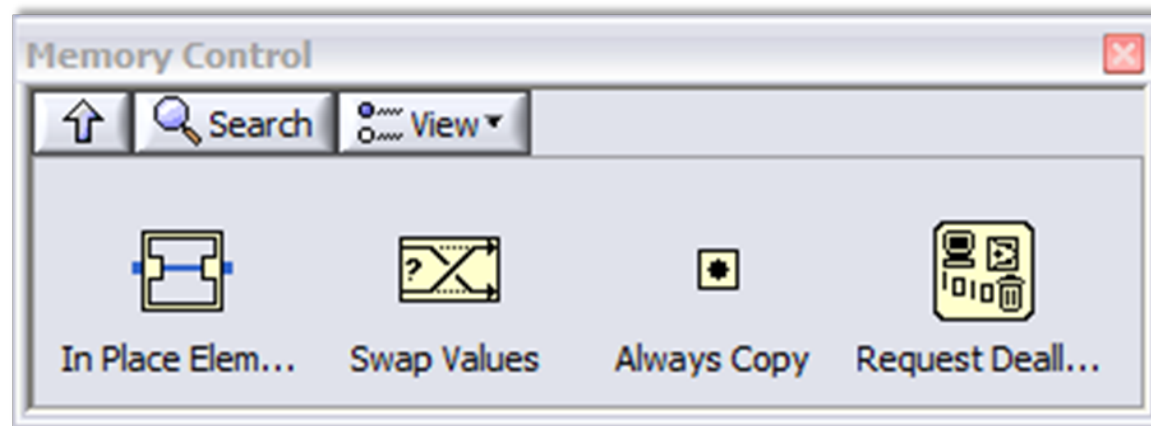 Memory Control
Search View
?
In Place Elem... Swap Values Always Copy Request Deall...